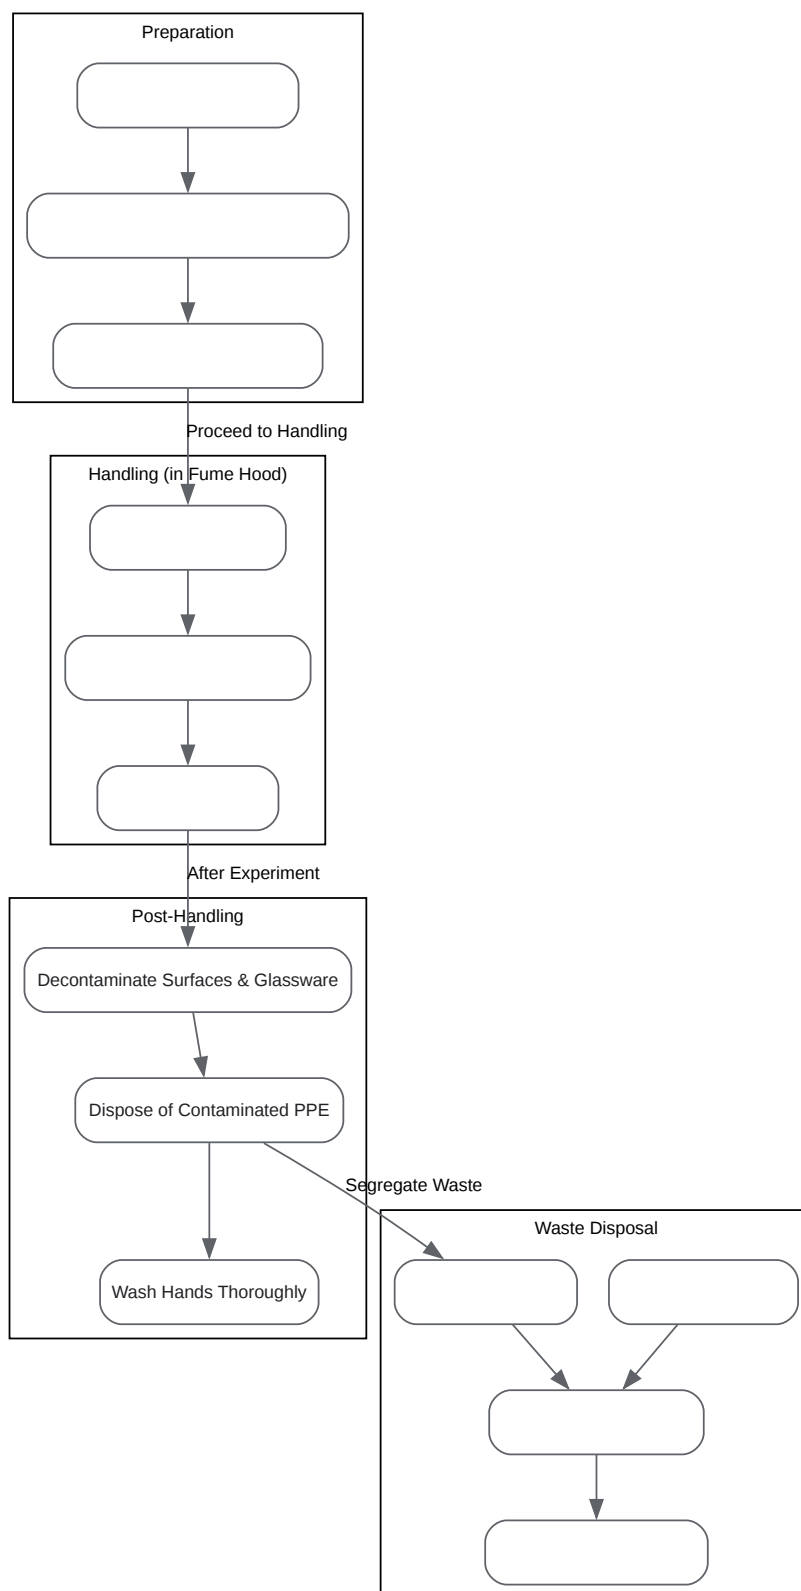 Preparation
Proceed to Handling
Handling (in Fume Hood)
After Experiment
Post-Handling
Decontaminate Surfaces & Glassware
Dispose of Contaminated PPE
Segregate Waste
Waste Disposal
Wash Hands Thoroughly